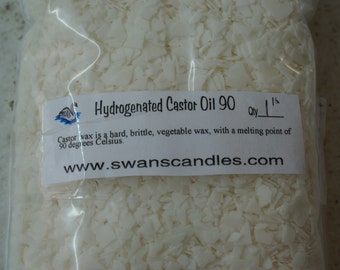 Hydrogenated Castor Oil 90 Qty 1 lb
Castor wax is a hard, brittle, vegetable wax, with a melting point of
90 degrees Celsius.
www.swanscandles.com